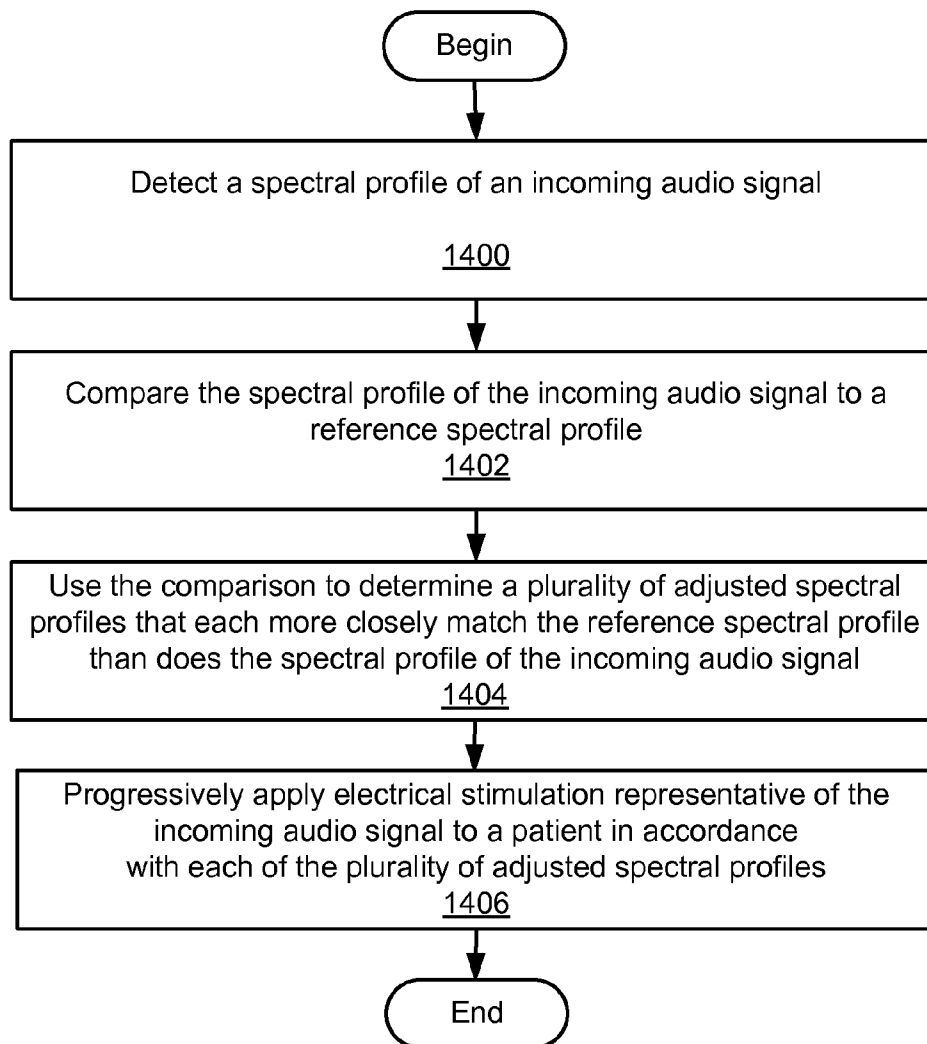 Begin
Detect a spectral profile of an incoming audio signal
1400
Compare the spectral profile of the incoming audio signal to a
reference spectral profile
1402
Use the comparison to determine a plurality of adjusted spectral
profiles that each more closely match the reference spectral profile
than does the spectral profile of the incoming audio signal
1404
Progressively apply electrical stimulation representative of the
incoming audio signal to a patient in accordance
with each of the plurality of adjusted spectral profiles
1406
End